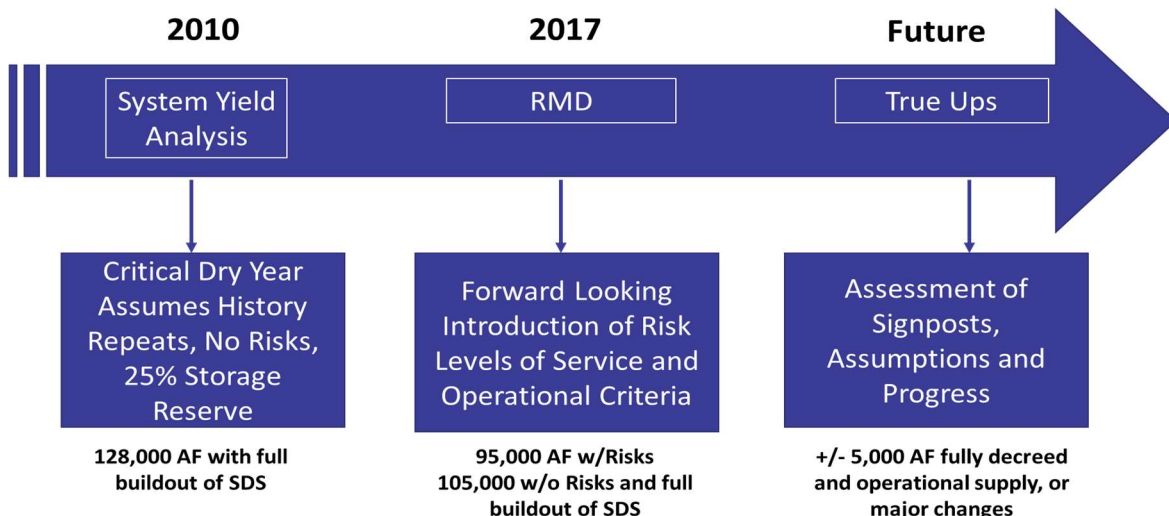 2010
2017
Future
System Yield
Analysis
RMD
True Ups
Critical Dry Year
Assumes History
Repeats, No Risks,
25% Storage
Reserve
Forward Looking
Introduction of Risk
Levels of Service and
Operational Criteria
Assessment of
Signposts,
Assumptions and
Progress
128,000 AF with full
buildout of SDS
95,000 AF w/Risks
105,000 w/o Risks and full
buildout of SDS
+/- 5,000 AF fully decreed
and operational supply, or
major changes